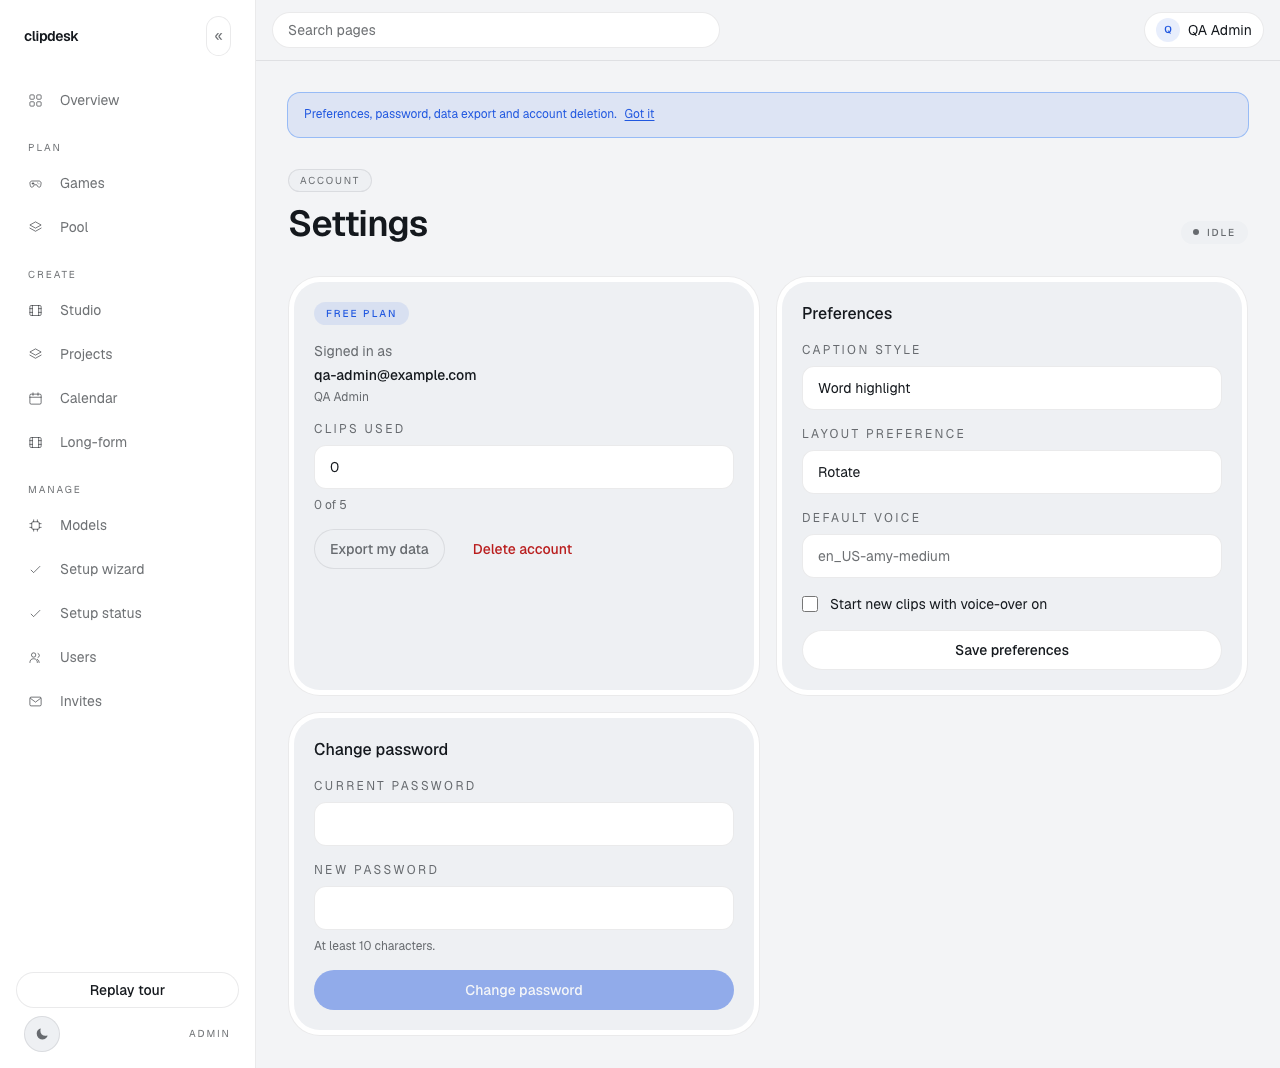 clipdesk
«
Search pages
Q
QA Admin
Overview
PLAN
Games
Pool
CREATE
Studio
Projects
Calendar
Long-form
MANAGE
Models
Setup wizard
Setup status
Users
Invites
Replay tour
ADMIN
Preferences, password, data export and account deletion. Got it
ACCOUNT
Settings
IDLE
FREE PLAN
Signed in as
qa-admin@example.com
QA Admin
CLIPS USED
0
0 of 5
Export my data
Delete account
Preferences
CAPTION STYLE
Word highlight
LAYOUT PREFERENCE
Rotate
DEFAULT VOICE
en_US-amy-medium
Start new clips with voice-over on
Save preferences
Change password
CURRENT PASSWORD
NEW PASSWORD
At least 10 characters.
Change password